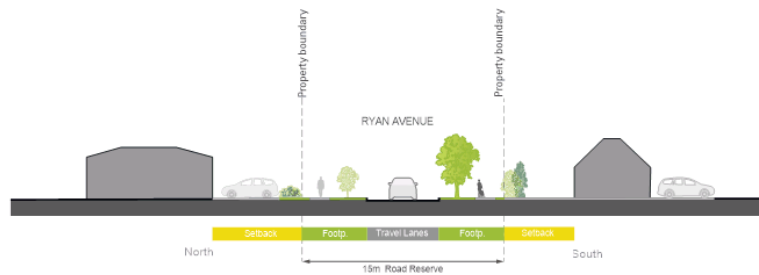 Property boundary
Property boundary
RYAN AVENUE
Setback
Footp.
Travel Lanes
Footp.
Setback
North
South
15m Road Reserve